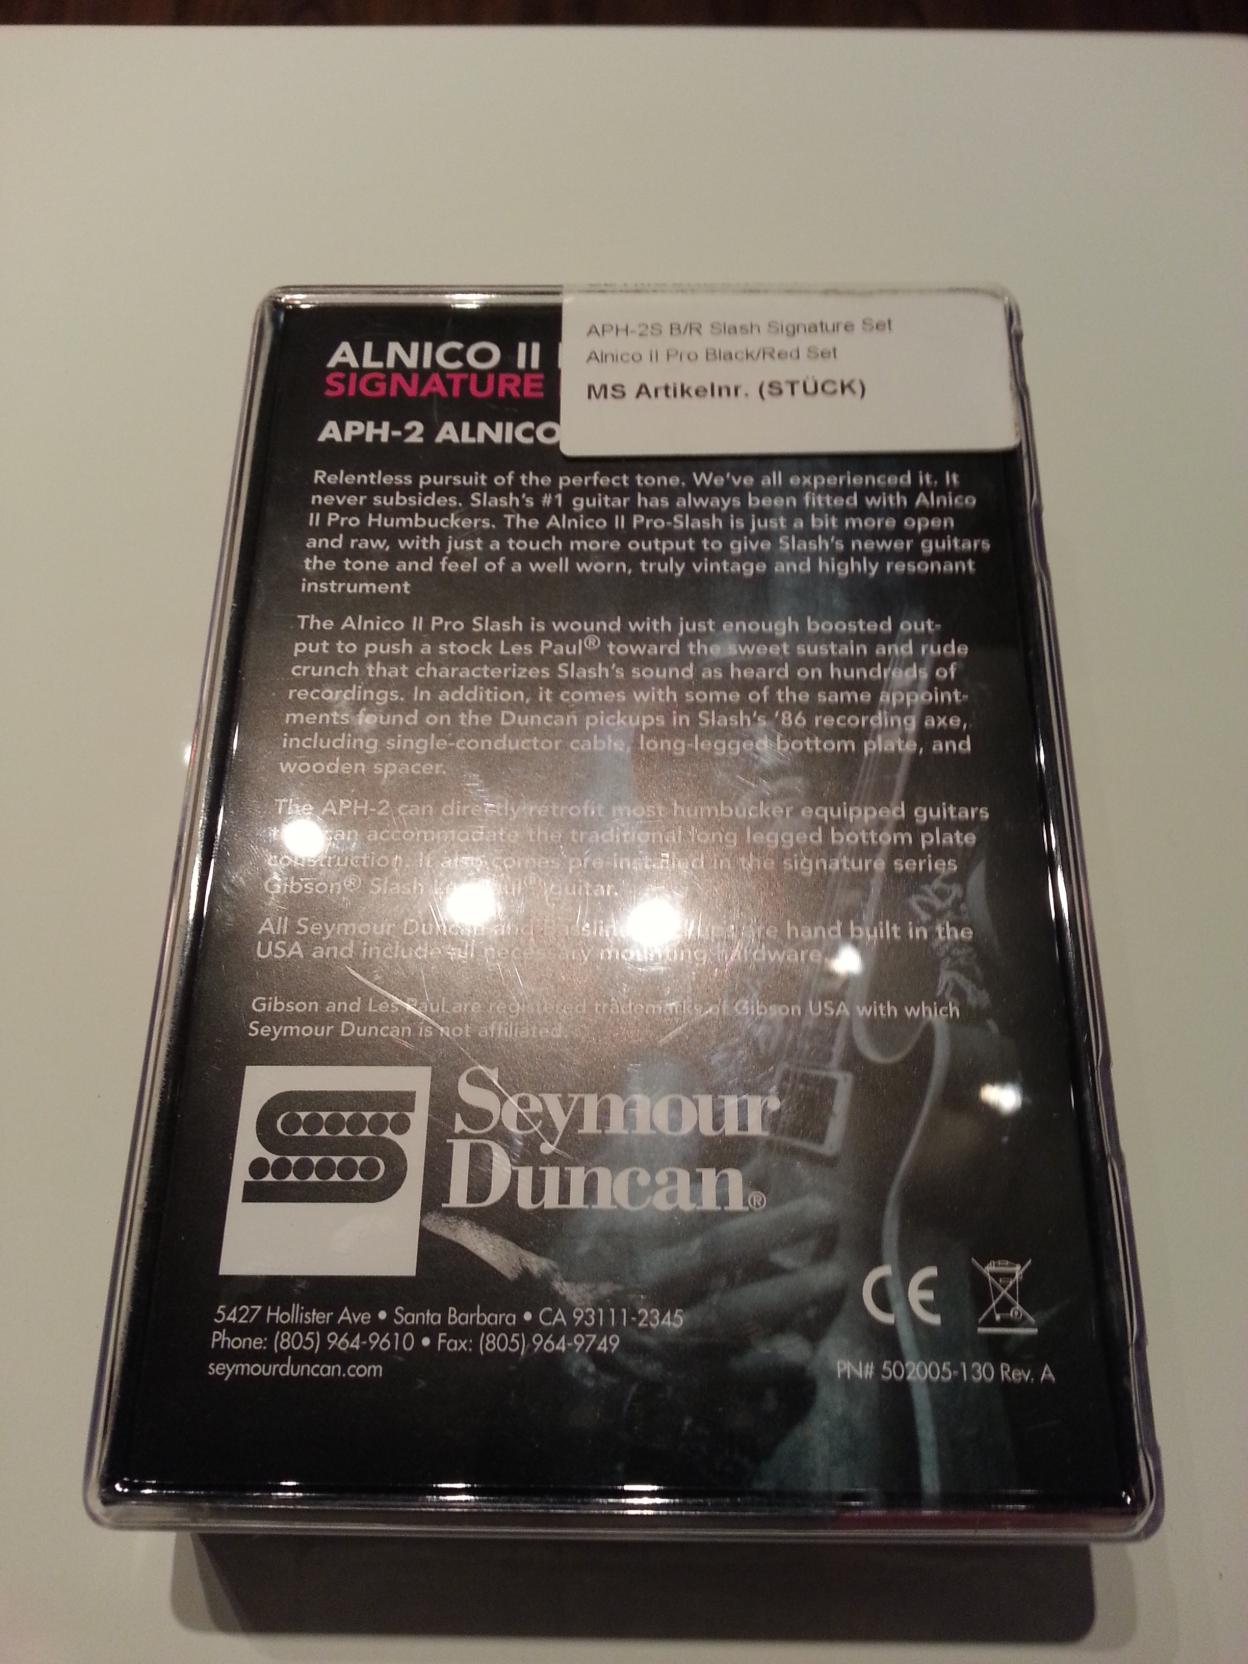 APH-2S B/R Slash Signature Set
Alnico II Pro Black/Red Set
MS Artikelnr. (STÜCK)
ALNICO II
SIGNATURE
APH-2 ALNICO
Relentless pursuit of the perfect tone. We've all experienced it. It
never subsides. Slash's #1 guitar has always been fitted with Alnico
II Pro Humbuckers. The Alnico II Pro-Slash is just a bit more open
and raw, with just a touch more output to give Slash's newer guitars
the tone and feel of a well worn, truly vintage and highly resonant
instrument
The Alnico II Pro Slash is wound with just enough boosted out-
put to push a stock Les Paul® toward the sweet sustain and rude
crunch that characterizes Slash's sound as heard on hundreds of
recordings. In addition, it comes with some of the same appoint-
ments found on the Duncan pickups in Slash's '86 recording axe,
including single-conductor cable, long-legged bottom plate, and
wooden spacer.
The APH-2 can directly retrofit most humbucker equipped guitars
can accommodate the traditional long legged bottom plate
construction. It also comes pre-installed in the signature series
Gibson® Slash Les Paul® guitar.
All Seymour Duncan and Basslines pickups are hand built in the
USA and include all necessary mounting hardware.
Gibson and Les Paul are registered trademarks of Gibson USA with which
Seymour Duncan is not affiliated.
Seymour
Duncan®
CE
5427 Hollister Ave • Santa Barbara • CA 93111-2345
Phone: (805) 964-9610 • Fax: (805) 964-9749
seymourduncan.com
PN# 502005-130 Rev. A